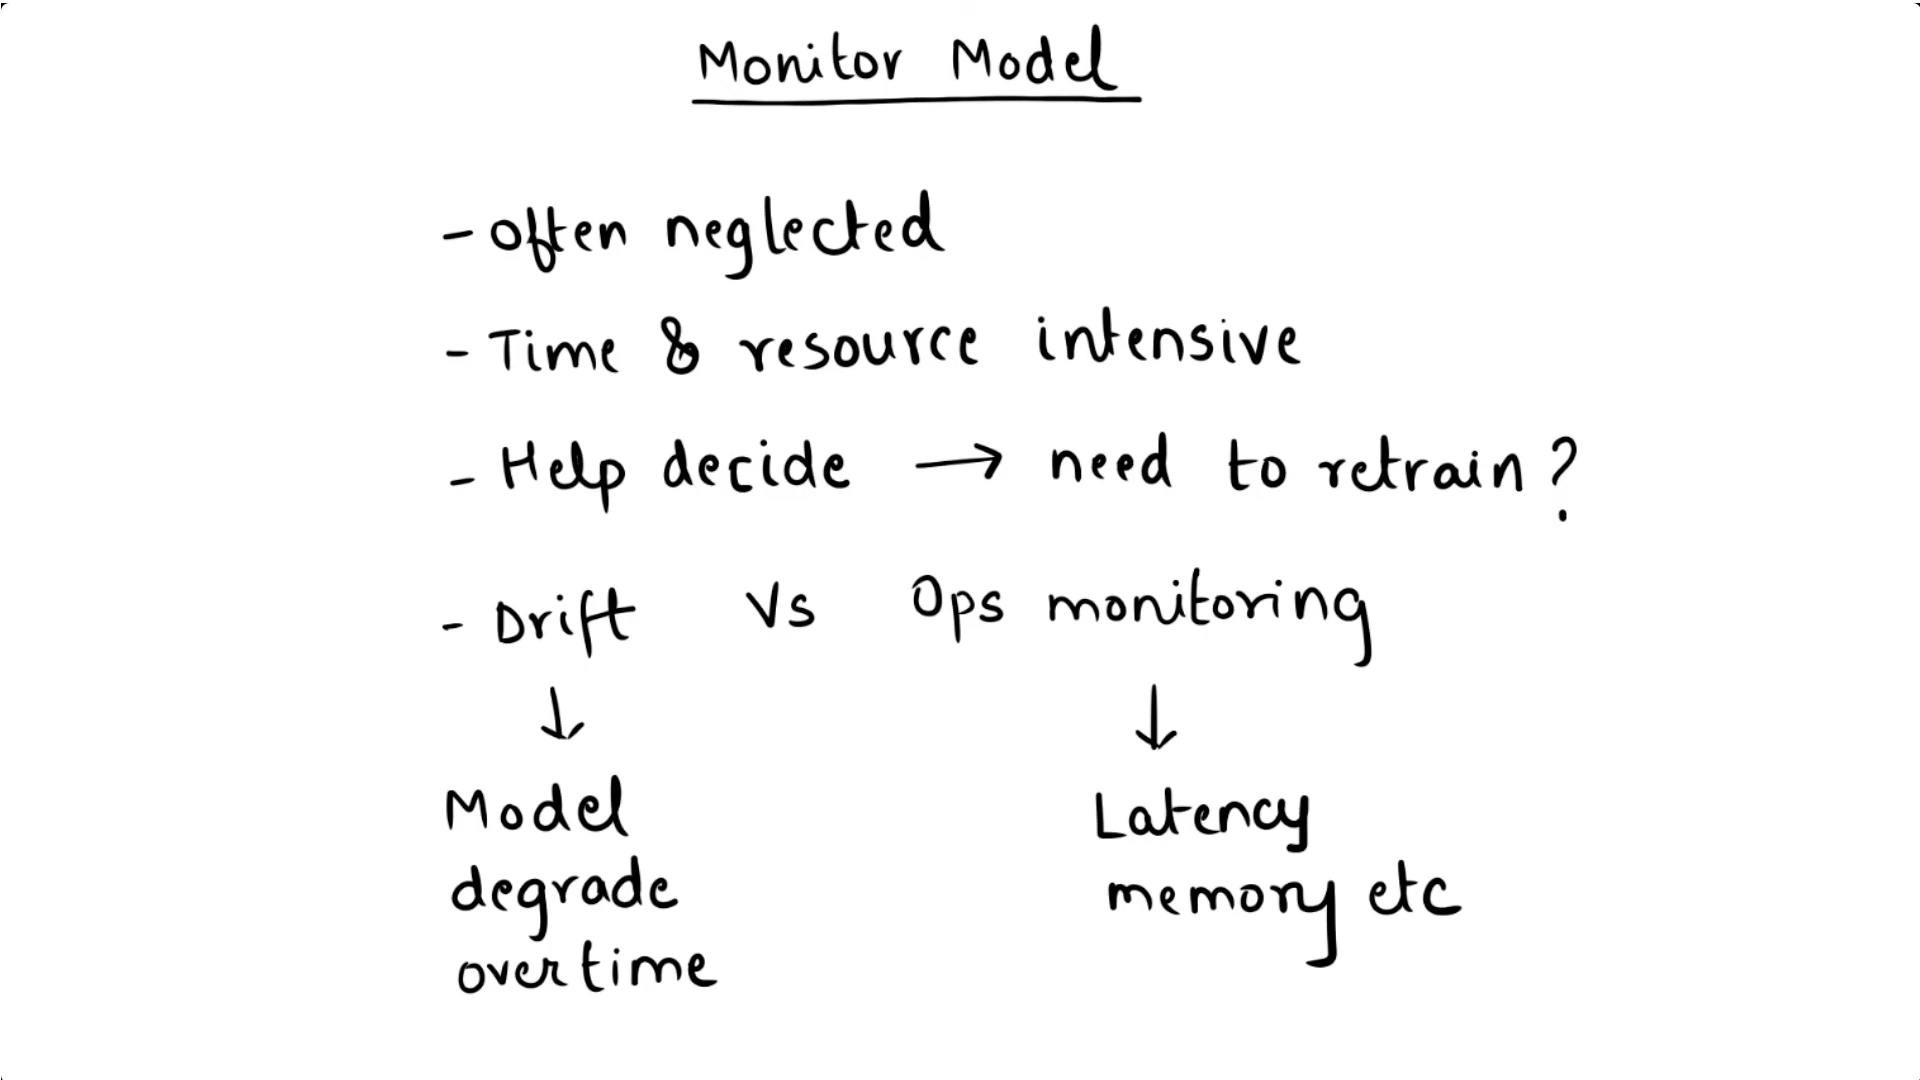 Monitor Model
- Often neglected
- Time & resource intensive
- Help decide → need to retrain?
- Drift Vs Ops monitoring
↓ ↓
Model
degrade
overtime
Latency
memory etc